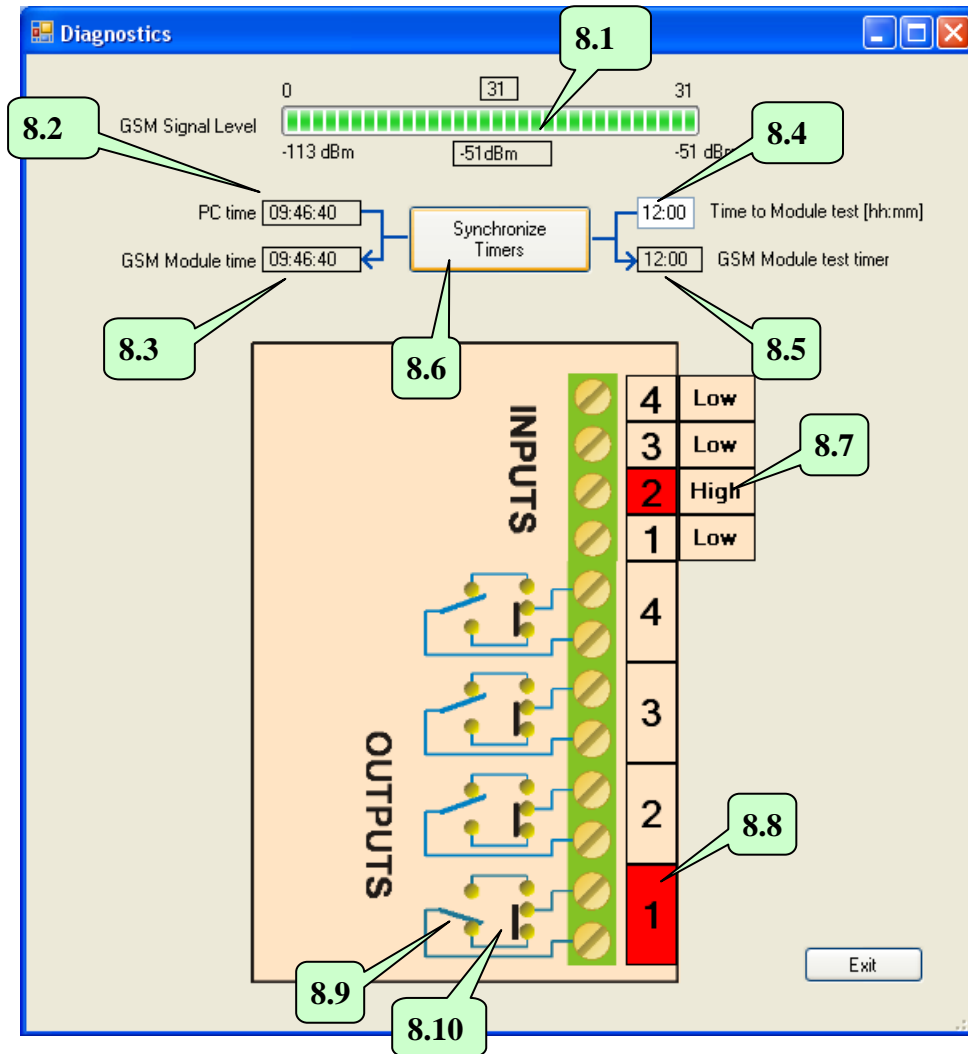 Diagnostics
8.1
0 31 31
GSM Signal Level
-113 dBm -51dBm -51 dBm
8.2
8.4
PC time 09:46:40
Synchronize
Timers
12:00 Time to Module test [hh:mm]
GSM Module time 09:46:40
12:00 GSM Module test timer
8.3
8.6
8.5
INPUTS
4 Low
3 Low
8.7
2 High
1 Low
OUTPUTS
4
3
2
8.8
1
8.9
8.10
Exit